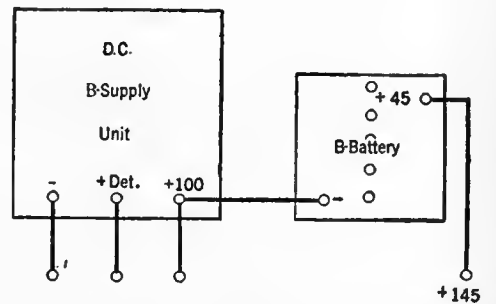 D.C.
B-Supply
Unit
- +Det. +100
+ 45
B-Battery
-
+145